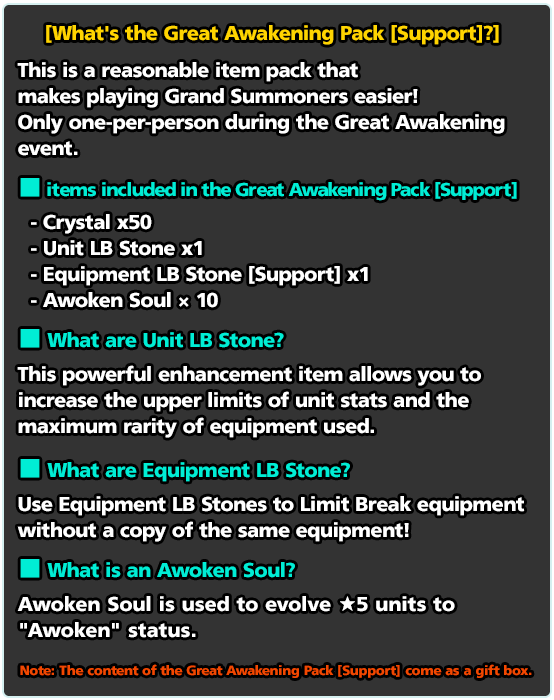 [What's the Great Awakening Pack [Support]?]
This is a reasonable item pack that
makes playing Grand Summoners easier!
Only one-per-person during the Great Awakening
event.
■ items included in the Great Awakening Pack [Support]
- Crystal x50
- Unit LB Stone x1
- Equipment LB Stone [Support] x1
- Awoken Soul × 10
■ What are Unit LB Stone?
This powerful enhancement item allows you to
increase the upper limits of unit stats and the
maximum rarity of equipment used.
■ What are Equipment LB Stone?
Use Equipment LB Stones to Limit Break equipment
without a copy of the same equipment!
■ What is an Awoken Soul?
Awoken Soul is used to evolve ★5 units to
"Awoken" status.
Note: The content of the Great Awakening Pack [Support] come as a gift box.